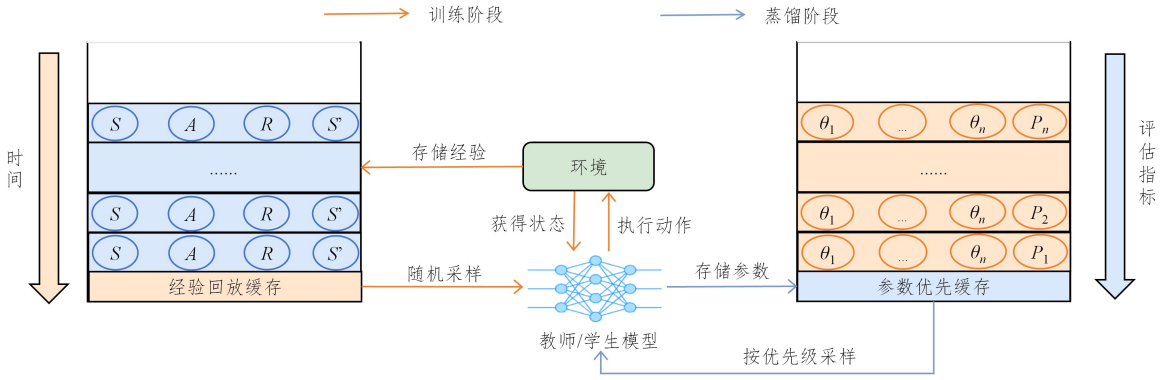 训练阶段
蒸馏阶段
时间
S A R S'
......
S A R S'
S A R S'
经验回放缓存
存储经验
环境
获得状态
执行动作
随机采样
教师/学生模型
存储参数
θ₁ ... θₙ Pₙ
......
θ₁ ... θₙ P₂
θ₁ ... θₙ P₁
参数优先缓存
按优先级采样
评估指标